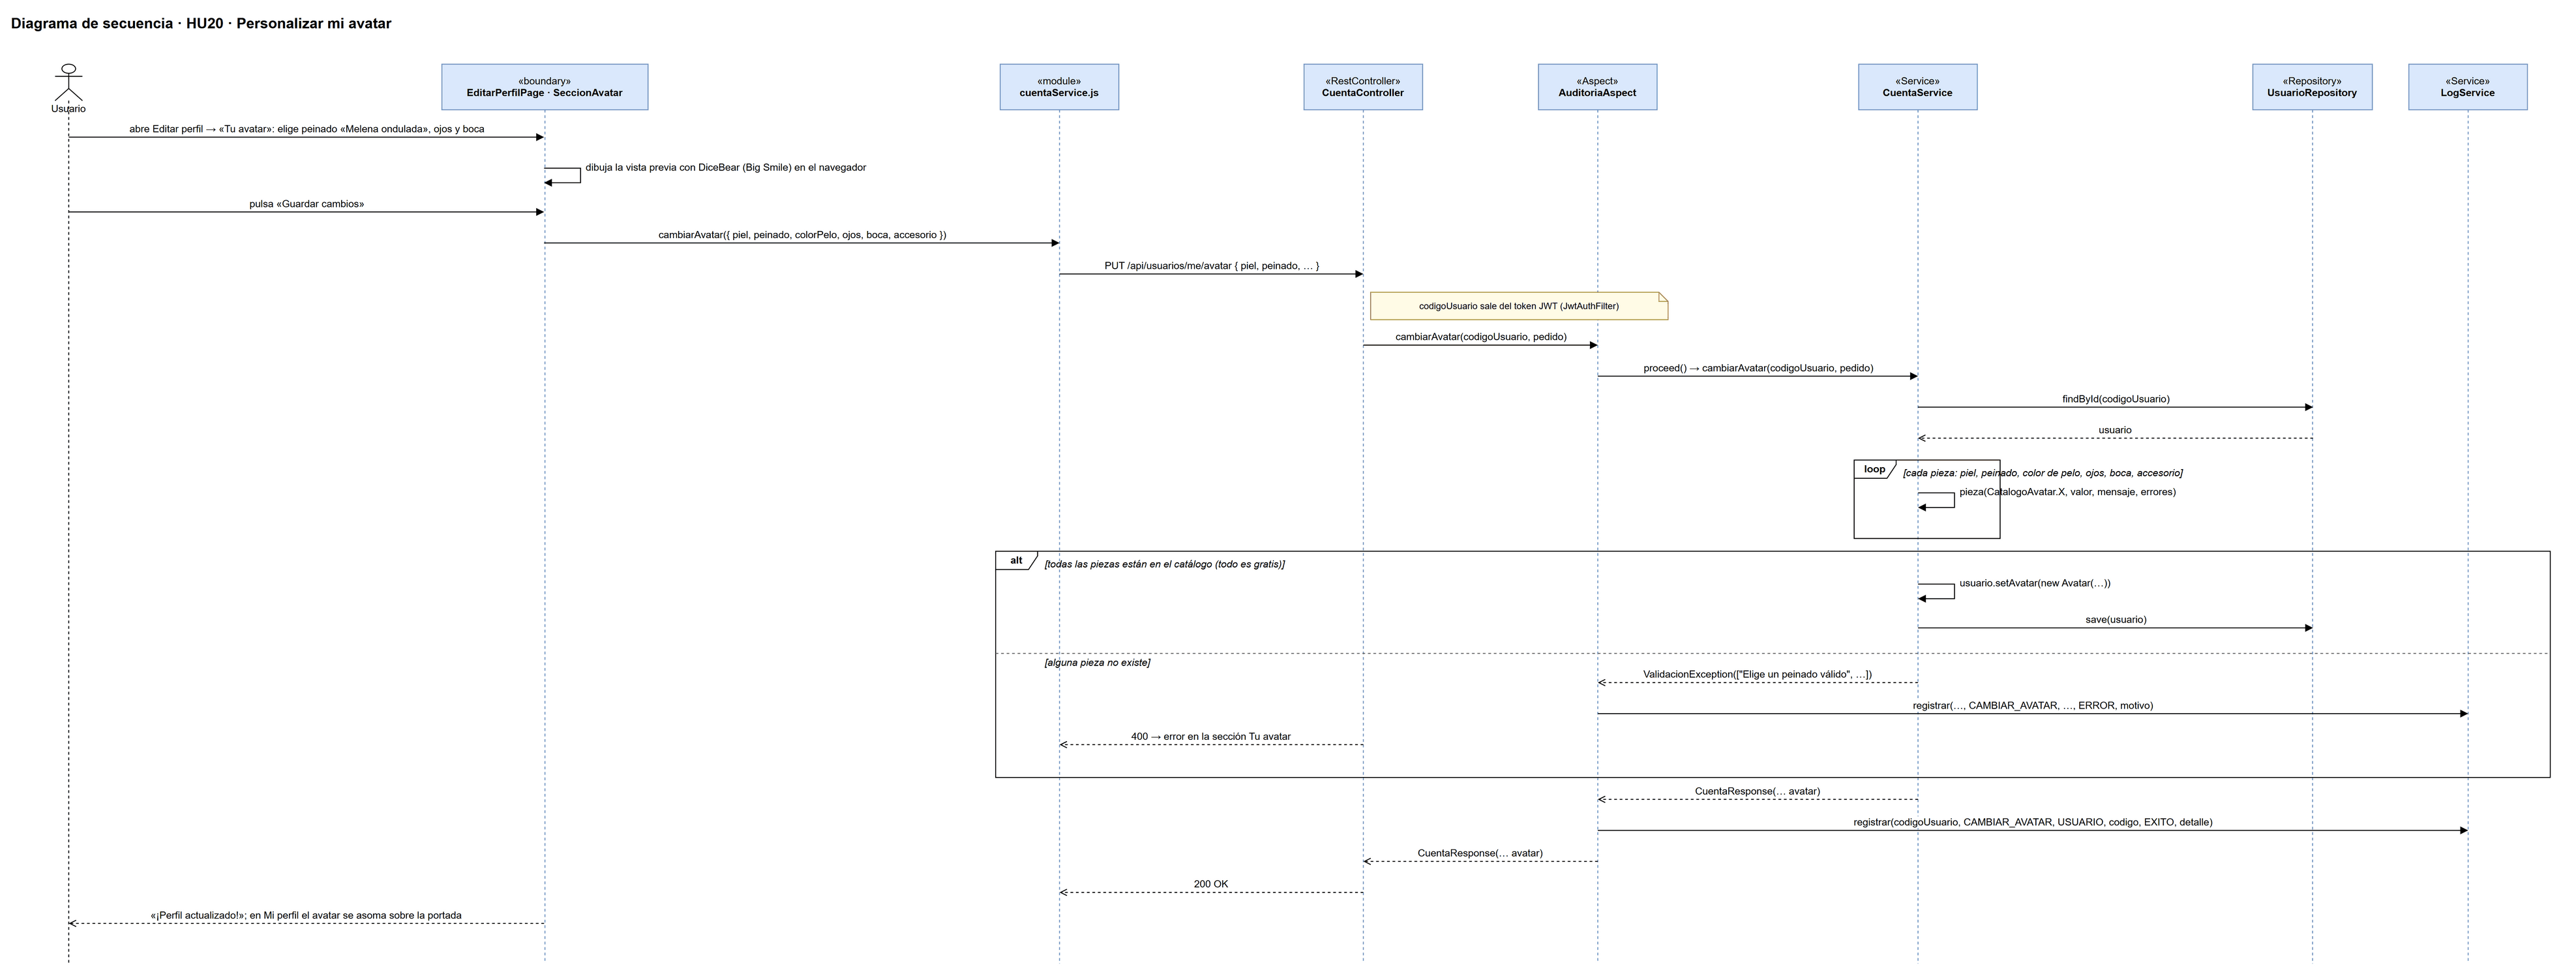 Diagrama de secuencia · HU20 · Personalizar mi avatar
Usuario
«boundary»
EditarPerfilPage · SeccionAvatar
«module»
cuentaService.js
«RestController»
CuentaController
«Aspect»
AuditoriaAspect
«Service»
CuentaService
«Repository»
UsuarioRepository
«Service»
LogService
abre Editar perfil → «Tu avatar»: elige peinado «Melena ondulada», ojos y boca
dibuja la vista previa con DiceBear (Big Smile) en el navegador
pulsa «Guardar cambios»
cambiarAvatar({ piel, peinado, colorPelo, ojos, boca, accesorio })
PUT /api/usuarios/me/avatar { piel, peinado, … }
codigoUsuario sale del token JWT (JwtAuthFilter)
cambiarAvatar(codigoUsuario, pedido)
proceed() → cambiarAvatar(codigoUsuario, pedido)
findById(codigoUsuario)
usuario
loop
[cada pieza: piel, peinado, color de pelo, ojos, boca, accesorio]
pieza(CatalogoAvatar.X, valor, mensaje, errores)
alt
[todas las piezas están en el catálogo (todo es gratis)]
usuario.setAvatar(new Avatar(…))
save(usuario)
[alguna pieza no existe]
ValidacionException(["Elige un peinado válido", …])
registrar(…, CAMBIAR_AVATAR, …, ERROR, motivo)
400 → error en la sección Tu avatar
CuentaResponse(… avatar)
registrar(codigoUsuario, CAMBIAR_AVATAR, USUARIO, codigo, EXITO, detalle)
CuentaResponse(… avatar)
200 OK
«¡Perfil actualizado!»; en Mi perfil el avatar se asoma sobre la portada